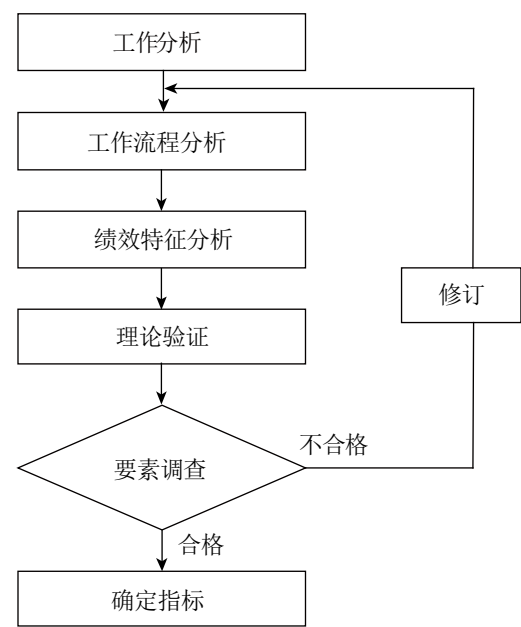 工作分析
工作流程分析
绩效特征分析
修订
理论验证
不合格
要素调查
合格
确定指标